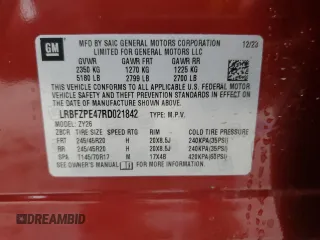 GM
MFD BY SAIC GENERAL MOTORS CORPORATION
LIMITED FOR GENERAL MOTORS LLC
12/23
GVWR GAWR FRT GAWR RR
2350 KG 1270 KG 1225 KG
5180 LB 2799 LB 2700 LB
THIS VEHICLE CONFORMS TO ALL APPLICABLE U.S. FEDERAL MOTOR
VEHICLE SAFETY AND THEFT PREVENTION STANDARDS IN EFFECT ON
THE DATE OF MANUFACTURE SHOWN ABOVE.
LRBFZPE47RD021842 TYPE: M.P.V.
MODEL: ZY26
ZBCR TIRE SIZE SPEED RTG RIM COLD TIRE PRESSURE
FRT 245/45R20 H 20X8.5J 240KPA(35PSI)
RR 245/45R20 H 20X8.5J 240KPA(35PSI)
SPA T145/70R17 M 17X4B 420KPA(60PSI)
SEE OWNER'S MANUAL FOR MORE INFORMATION.
DREAMBID